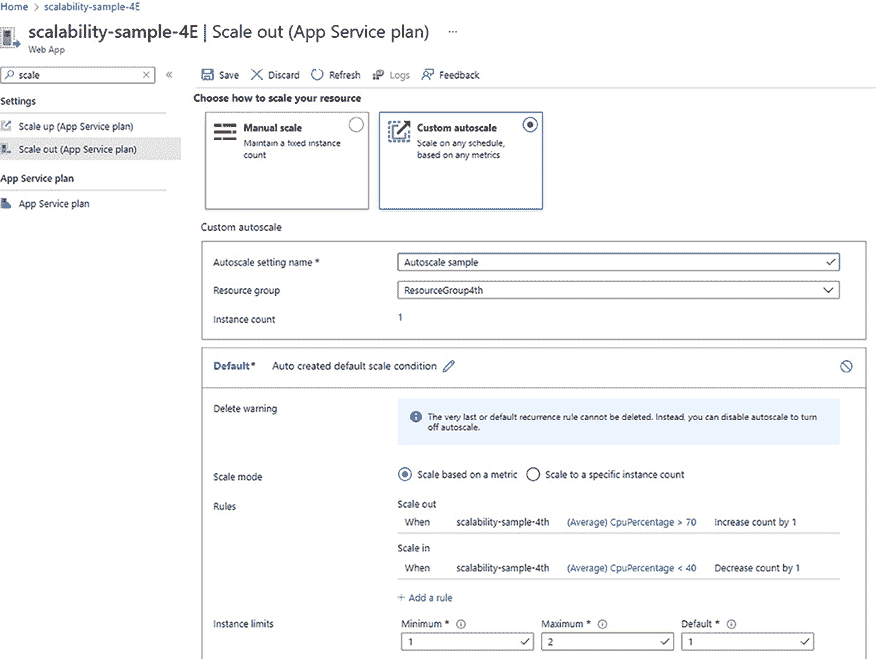 Home > scalability-sample-4E
scalability-sample-4E | Scale out (App Service plan) ...
Web App
scale
Settings
Scale up (App Service plan)
Scale out (App Service plan)
App Service plan
App Service plan
Save Discard Refresh Logs Feedback
Choose how to scale your resource
Manual scale
Maintain a fixed instance
count
Custom autoscale
Scale on any schedule,
based on any metrics
Custom autoscale
Autoscale setting name * Autoscale sample
Resource group ResourceGroup4th
Instance count 1
Default* Auto created default scale condition
Delete warning
The very last or default recurrence rule cannot be deleted. Instead, you can disable autoscale to turn
off autoscale.
Scale mode Scale based on a metric Scale to a specific instance count
Rules
Scale out
When scalability-sample-4th (Average) CpuPercentage > 70 Increase count by 1
Scale in
When scalability-sample-4th (Average) CpuPercentage < 40 Decrease count by 1
+ Add a rule
Instance limits Minimum * Maximum * Default *
1 2 1